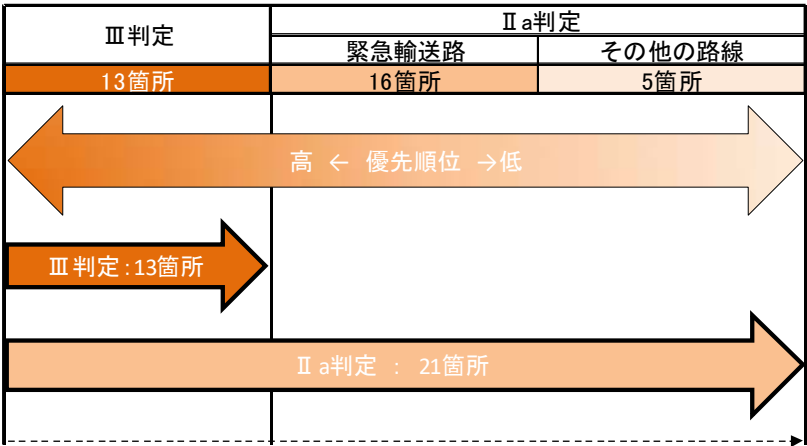 Ⅲ判定
Ⅱa判定
緊急輸送路
その他の路線
13箇所
16箇所
5箇所
高 ← 優先順位 →低
Ⅲ判定：13箇所
Ⅱa判定 ： 21箇所